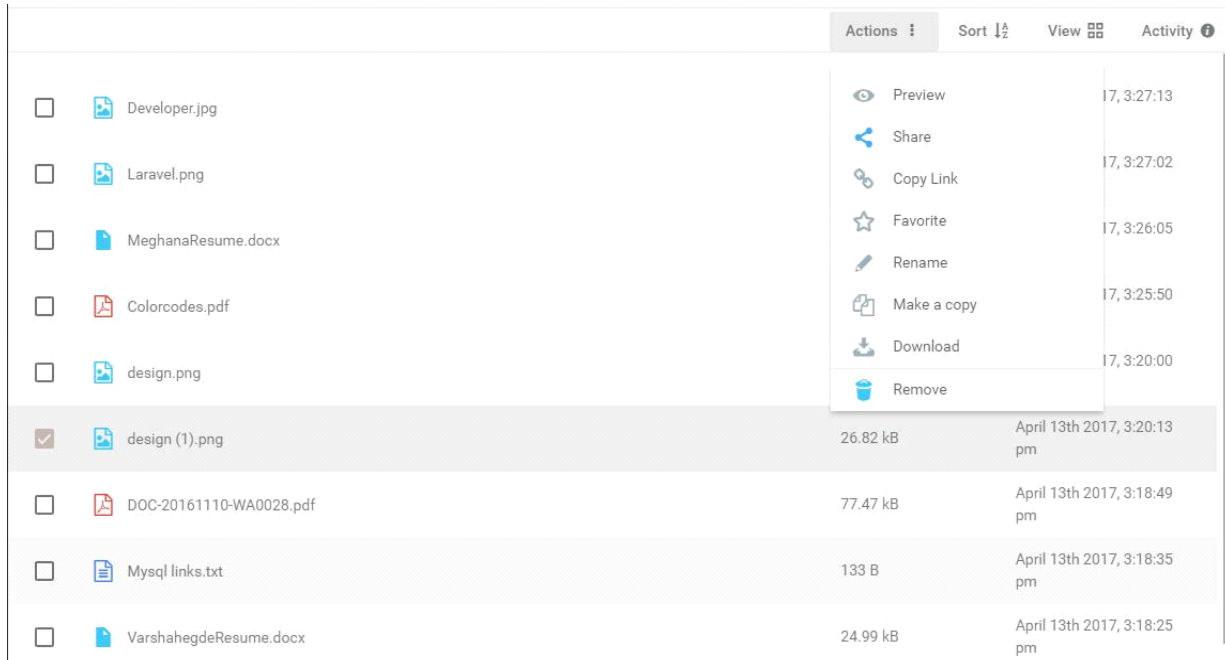 Actions Sort View Activity
Preview 17, 3:27:13
Developer.jpg
Share
Laravel.png 17, 3:27:02
Copy Link
Favorite
MeghanaResume.docx 17, 3:26:05
Rename
Colorcodes.pdf Make a copy 17, 3:25:50
Download
design.png 17, 3:20:00
Remove
design (1).png 26.82 kB April 13th 2017, 3:20:13
pm
DOC-20161110-WA0028.pdf 77.47 kB April 13th 2017, 3:18:49
pm
Mysql links.txt 133 B April 13th 2017, 3:18:35
pm
VarshahegdeResume.docx 24.99 kB April 13th 2017, 3:18:25
pm